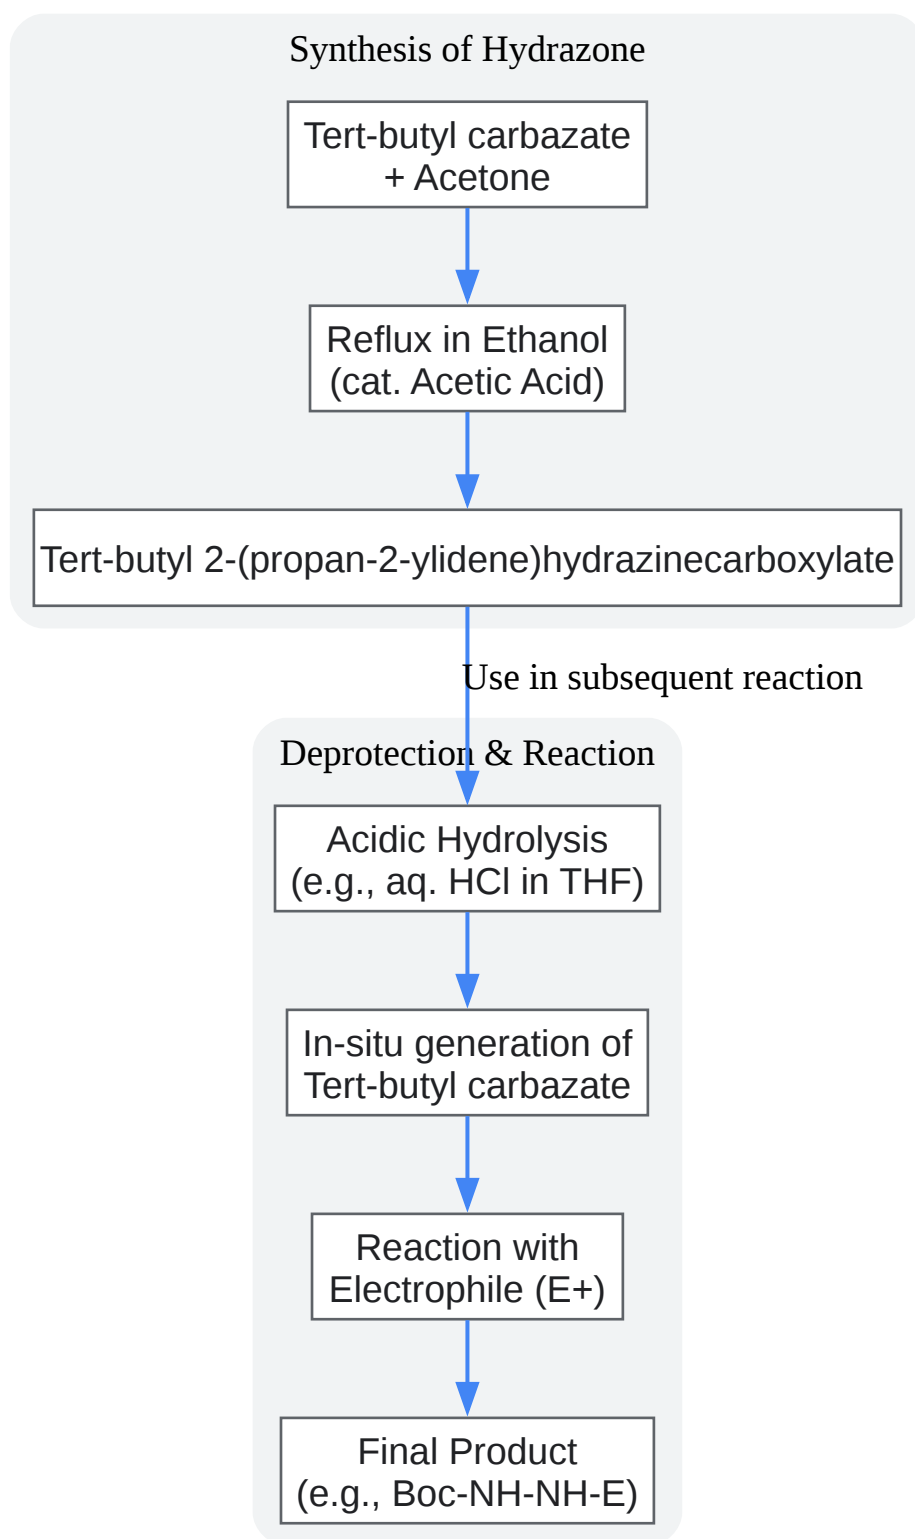 Synthesis of Hydrazone
Tert-butyl carbazate
+ Acetone
Reflux in Ethanol
(cat. Acetic Acid)
Tert-butyl 2-(propan-2-ylidene)hydrazinecarboxylate
Use in subsequent reaction
Deprotection & Reaction
Acidic Hydrolysis
(e.g., aq. HCl in THF)
In-situ generation of
Tert-butyl carbazate
Reaction with
Electrophile (E+)
Final Product
(e.g., Boc-NH-NH-E)